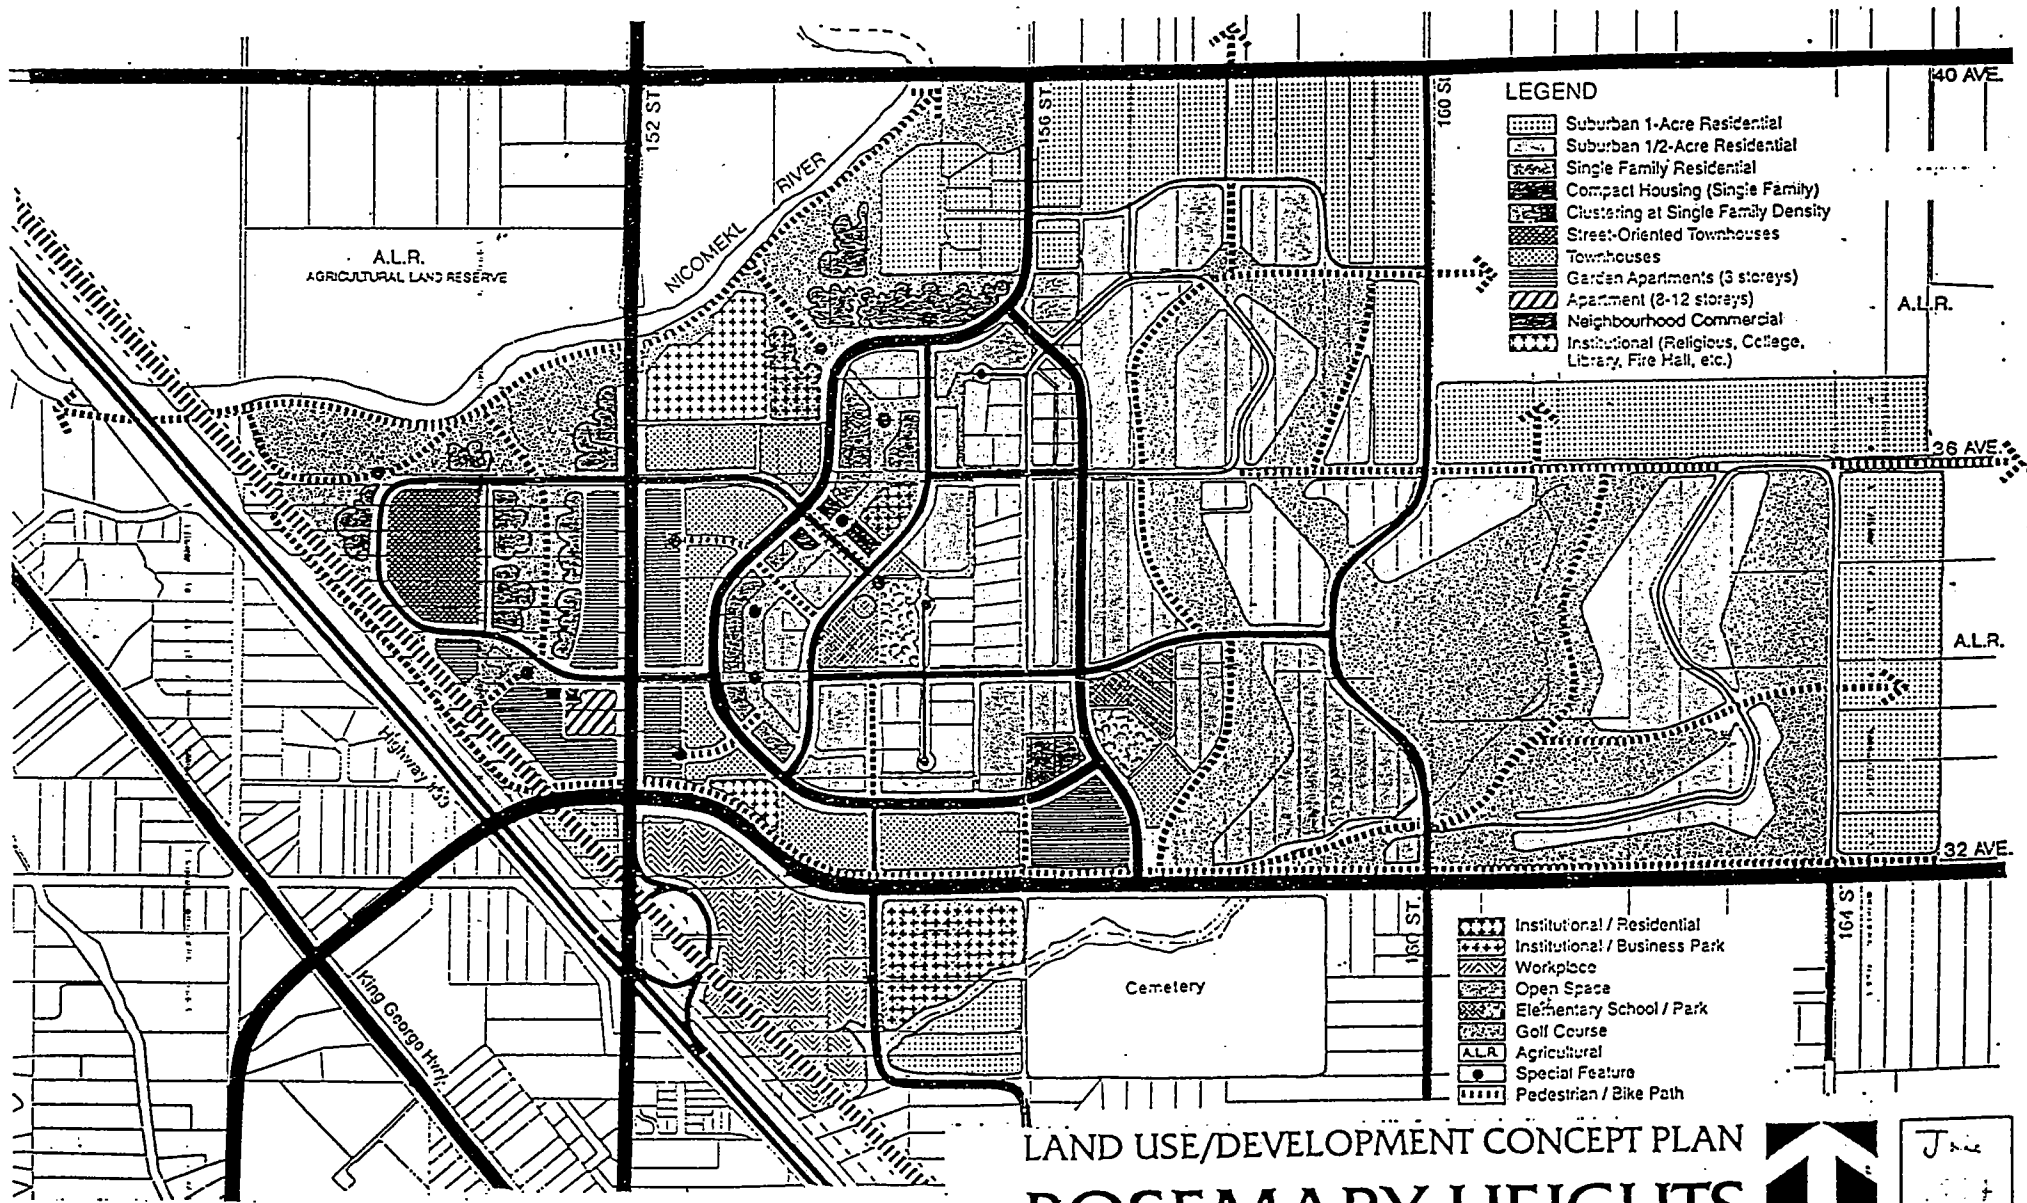 40 AVE.
152 ST.
156 ST.
160 ST.
LEGEND
Suburban 1-Acre Residential
Suburban 1/2-Acre Residential
Single Family Residential
Compact Housing (Single Family)
Clustering at Single Family Density
Street-Oriented Townhouses
Townhouses
Garden Apartments (3 storeys)
Apartment (8-12 storeys)
Neighbourhood Commercial
Institutional (Religious, College,
Library, Fire Hall, etc.)
NICOMEKL RIVER
A.L.R.
AGRICULTURAL LAND RESERVE
A.L.R.
36 AVE.
A.L.R.
Highway #99
32 AVE.
King George Hwy.
Cemetery
160 ST.
164 S
Institutional / Residential
Institutional / Business Park
Workplace
Open Space
Elementary School / Park
Golf Course
A.L.R. Agricultural
Special Feature
Pedestrian / Bike Path
LAND USE/DEVELOPMENT CONCEPT PLAN
ROSEMARY HEIGHTS